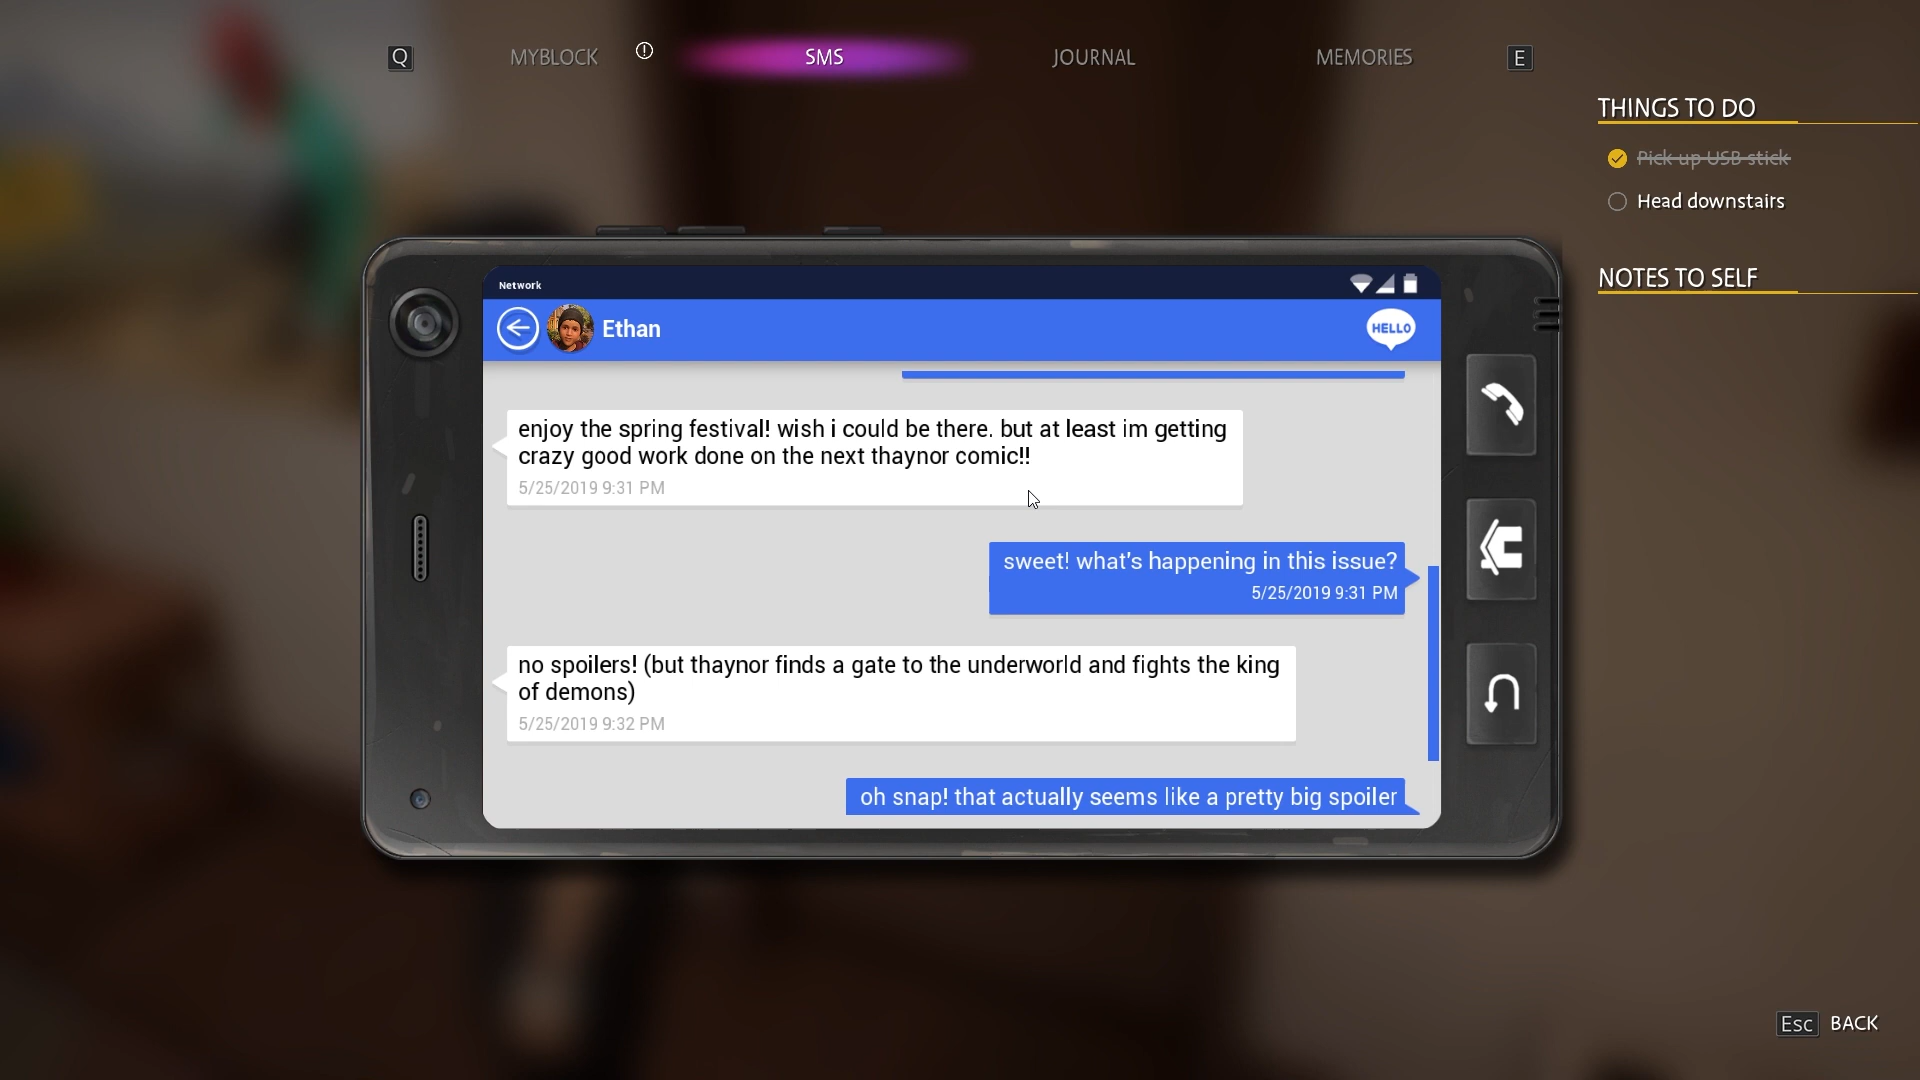 Q
MYBLOCK
SMS
JOURNAL
MEMORIES
E
THINGS TO DO
Pick up USB stick
Head downstairs
NOTES TO SELF
Network
Ethan
HELLO
enjoy the spring festival! wish i could be there. but at least im getting
crazy good work done on the next thaynor comic!!
5/25/2019 9:31 PM
sweet! what's happening in this issue?
5/25/2019 9:31 PM
no spoilers! (but thaynor finds a gate to the underworld and fights the king
of demons)
5/25/2019 9:32 PM
oh snap! that actually seems like a pretty big spoiler
Esc BACK